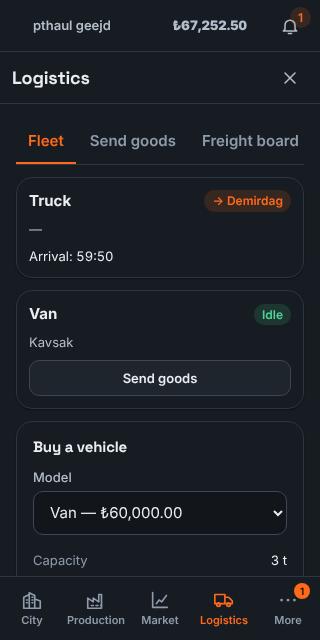 pthaul geejd
₺67,252.50
1
Logistics
Fleet
Send goods
Freight board
Truck
→ Demirdag
—
Arrival: 59:50
Van
Idle
Kavsak
Send goods
Buy a vehicle
Model
Van — ₺60,000.00
Capacity
3 t
1
City
Production
Market
Logistics
More